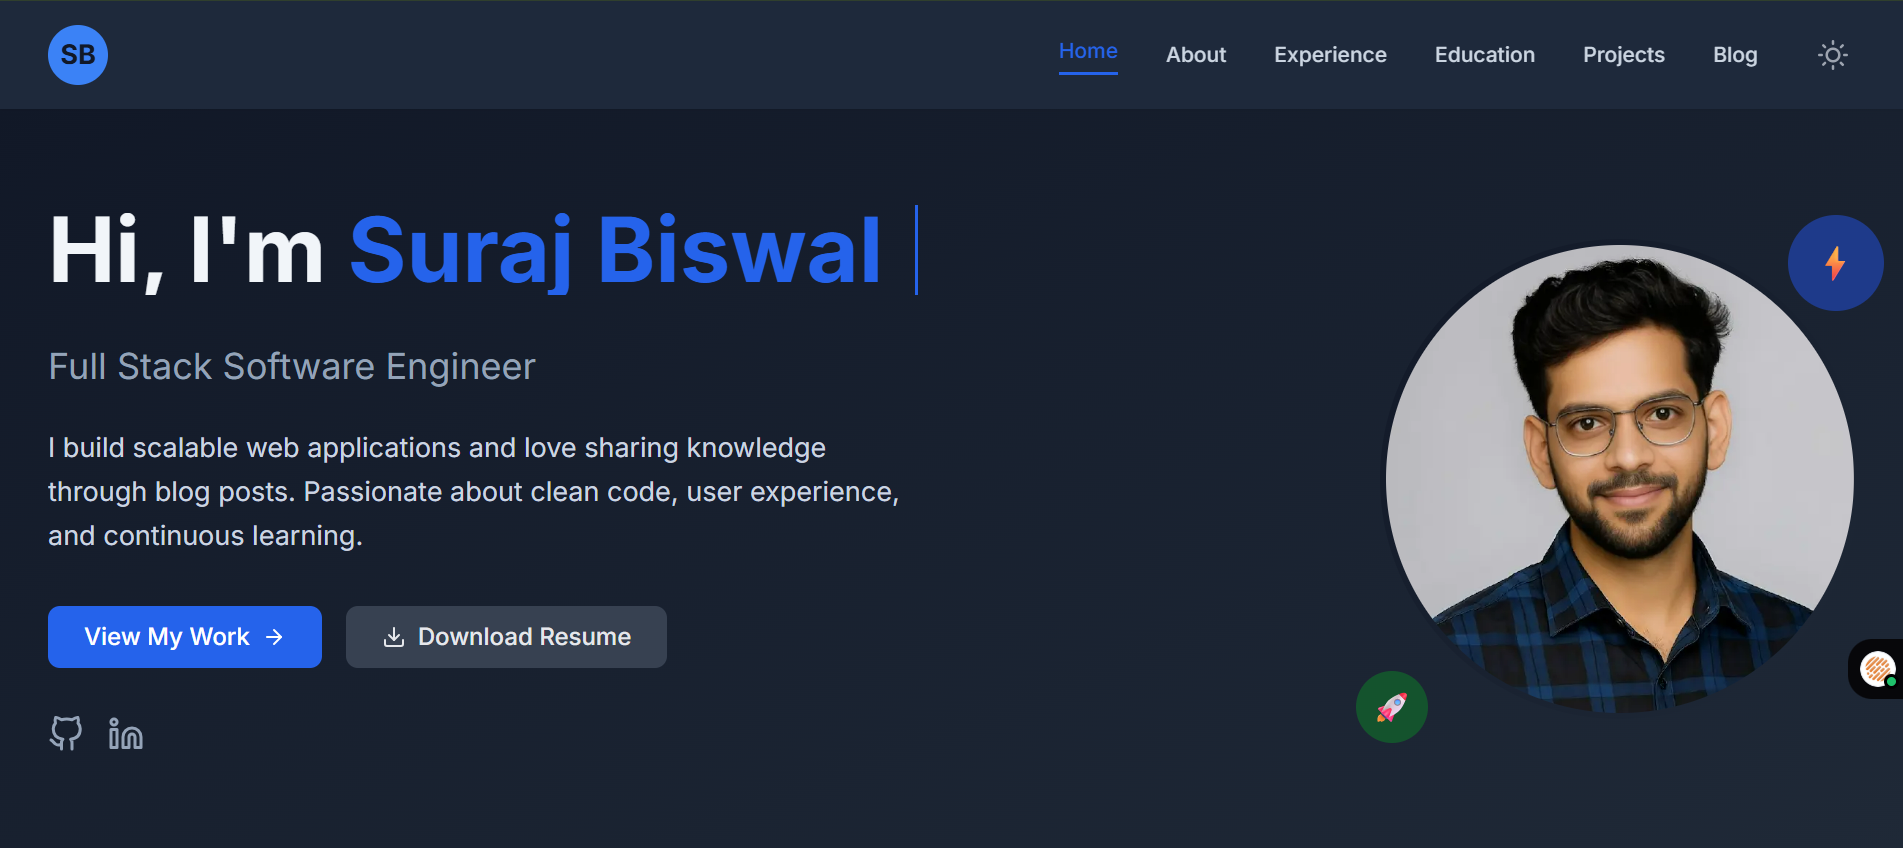 SB
Home About Experience Education Projects Blog
Hi, I'm Suraj Biswal
Full Stack Software Engineer
I build scalable web applications and love sharing knowledge
through blog posts. Passionate about clean code, user experience,
and continuous learning.
View My Work
Download Resume